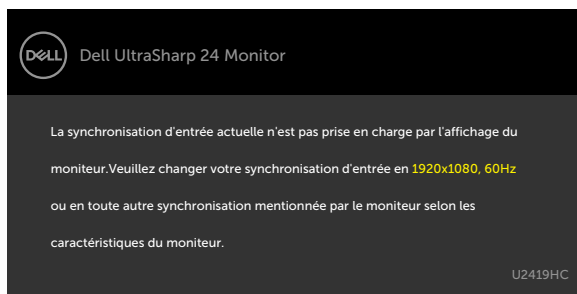 DELL
Dell UltraSharp 24 Monitor
La synchronisation d'entrée actuelle n'est pas prise en charge par l'affichage du
moniteur.Veuillez changer votre synchronisation d'entrée en 1920x1080, 60Hz
ou en toute autre synchronisation mentionnée par le moniteur selon les
caractéristiques du moniteur.
U2419HC